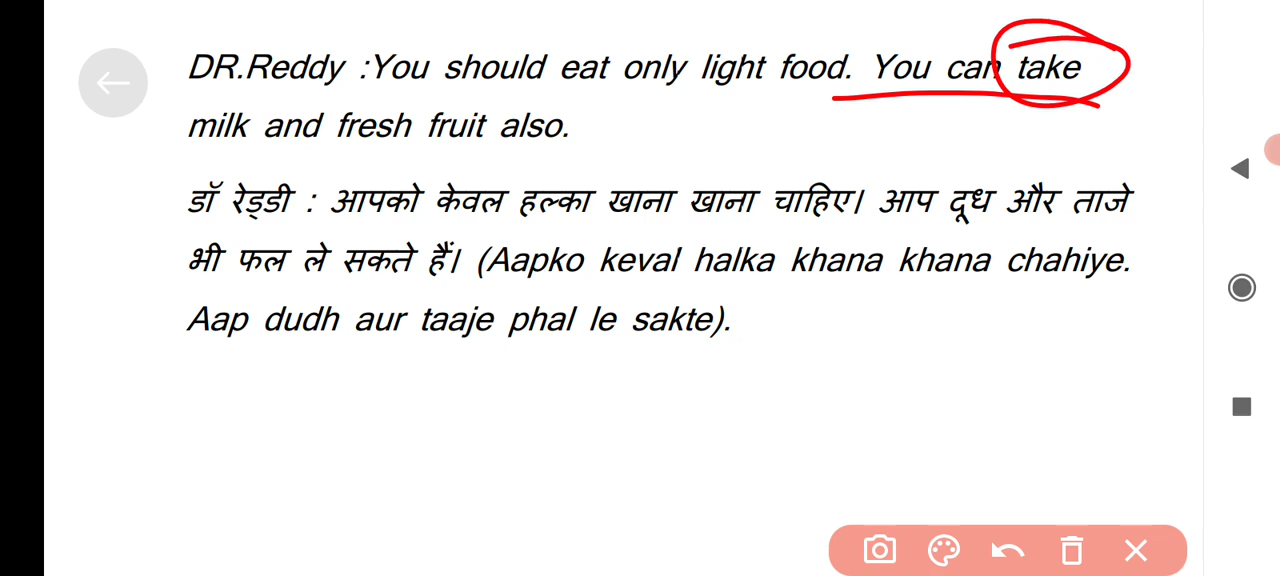 DR.Reddy :You should eat only light food. You can take
milk and fresh fruit also.
डॉ रेड्डी : आपको केवल हल्का खाना खाना चाहिए। आप दूध और ताजे
भी फल ले सकते हैं। (Aapko keval halka khana khana chahiye.
Aap dudh aur taaje phal le sakte).